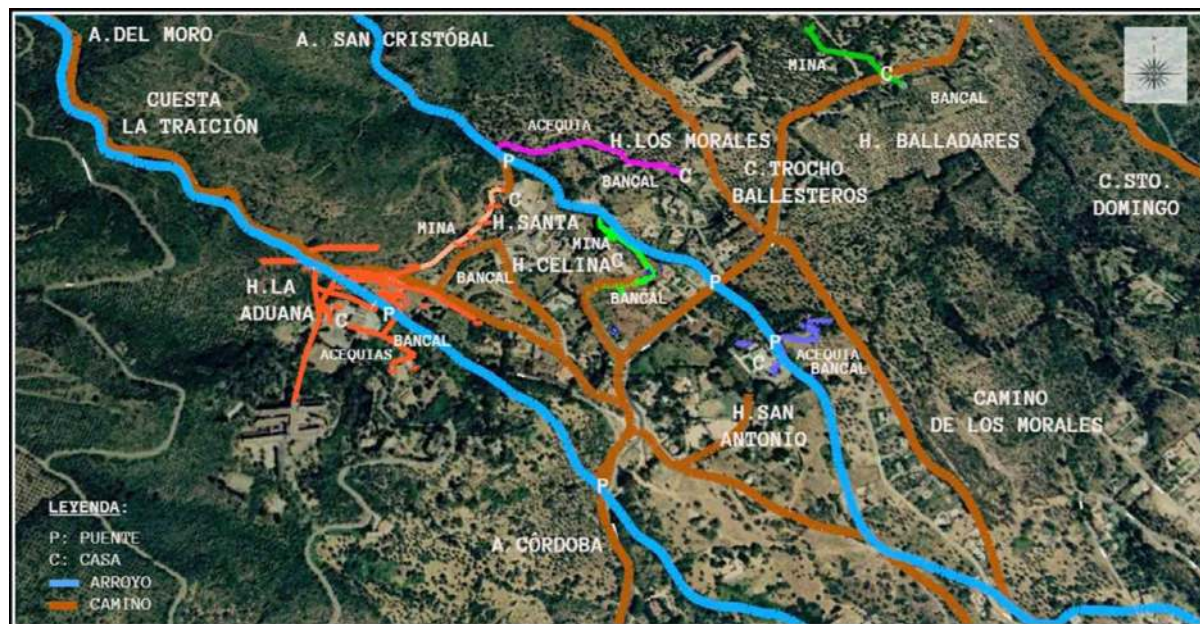 A.DEL MORO
A. SAN CRISTÓBAL
CUESTA
LA TRAICIÓN
MINA
BANCAL
ACEQUIA
H.LOS MORALES
H. BALLADARES
C.TROCHO
BALLESTEROS
C
P
BANCAL
C
C.STO.
DOMINGO
C
MINA
H.SANTA
MINA
H.CELINA
C
BANCAL
BANCAL
P
H.LA
ADUANA
C
P
BANCAL
ACEQUIAS
P
C
ACEQUIA
BANCAL
H.SAN
ANTONIO
CAMINO
DE LOS MORALES
P
A.CÓRDOBA
LEYENDA:
P: PUENTE
C: CASA
ARROYO
CAMINO